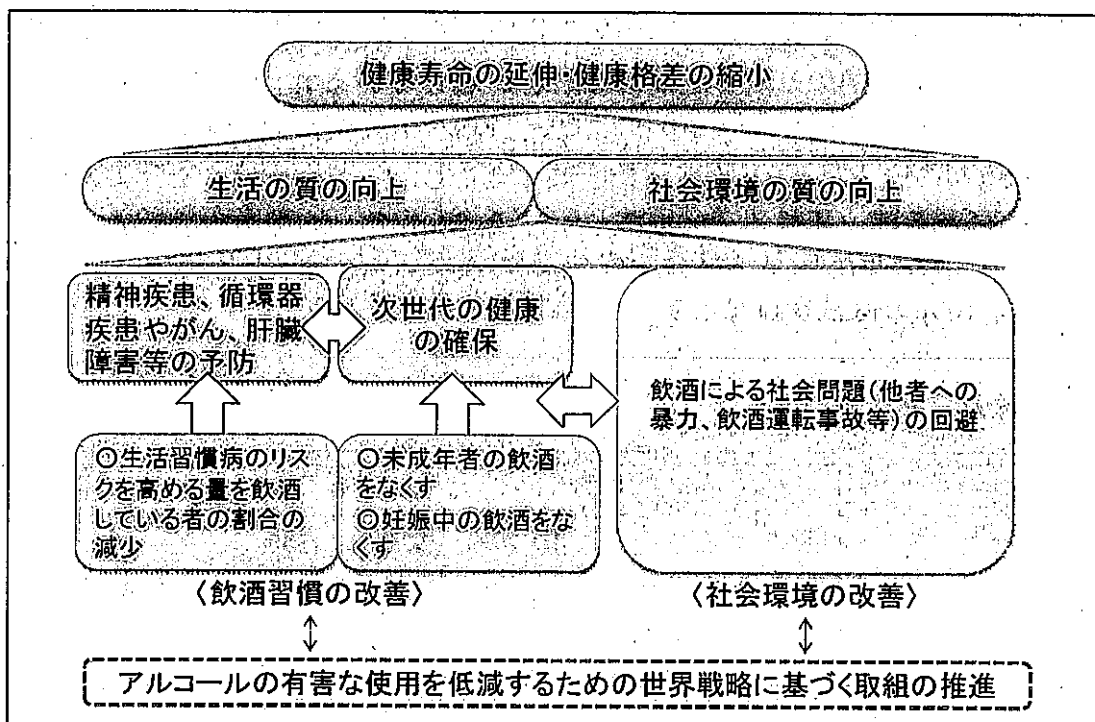 健康寿命の延伸・健康格差の縮小
生活の質の向上
社会環境の質の向上
精神疾患、循環器
疾患やがん、肝臓
障害等の予防
次世代の健康
の確保
飲酒による社会問題(他者への
暴力、飲酒運転事故等)の回避
◎生活習慣病のリス
クを高める量を飲酒
している者の割合の
減少
◎未成年者の飲酒
をなくす
◎妊娠中の飲酒をな
くす
〈飲酒習慣の改善〉
〈社会環境の改善〉
アルコールの有害な使用を低減するための世界戦略に基づく取組の推進